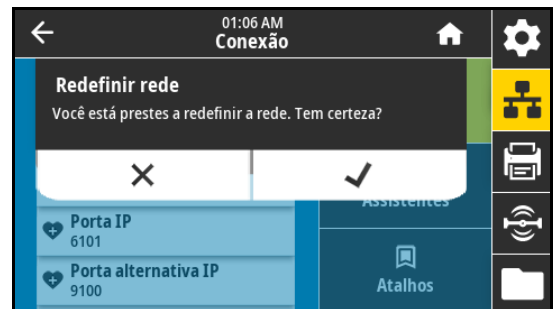 01:06 AM
Conexão
Redefinir rede
Você está prestes a redefinir a rede. Tem certeza?
Assistentes
Porta IP
6101
Porta alternativa IP
9100
Atalhos